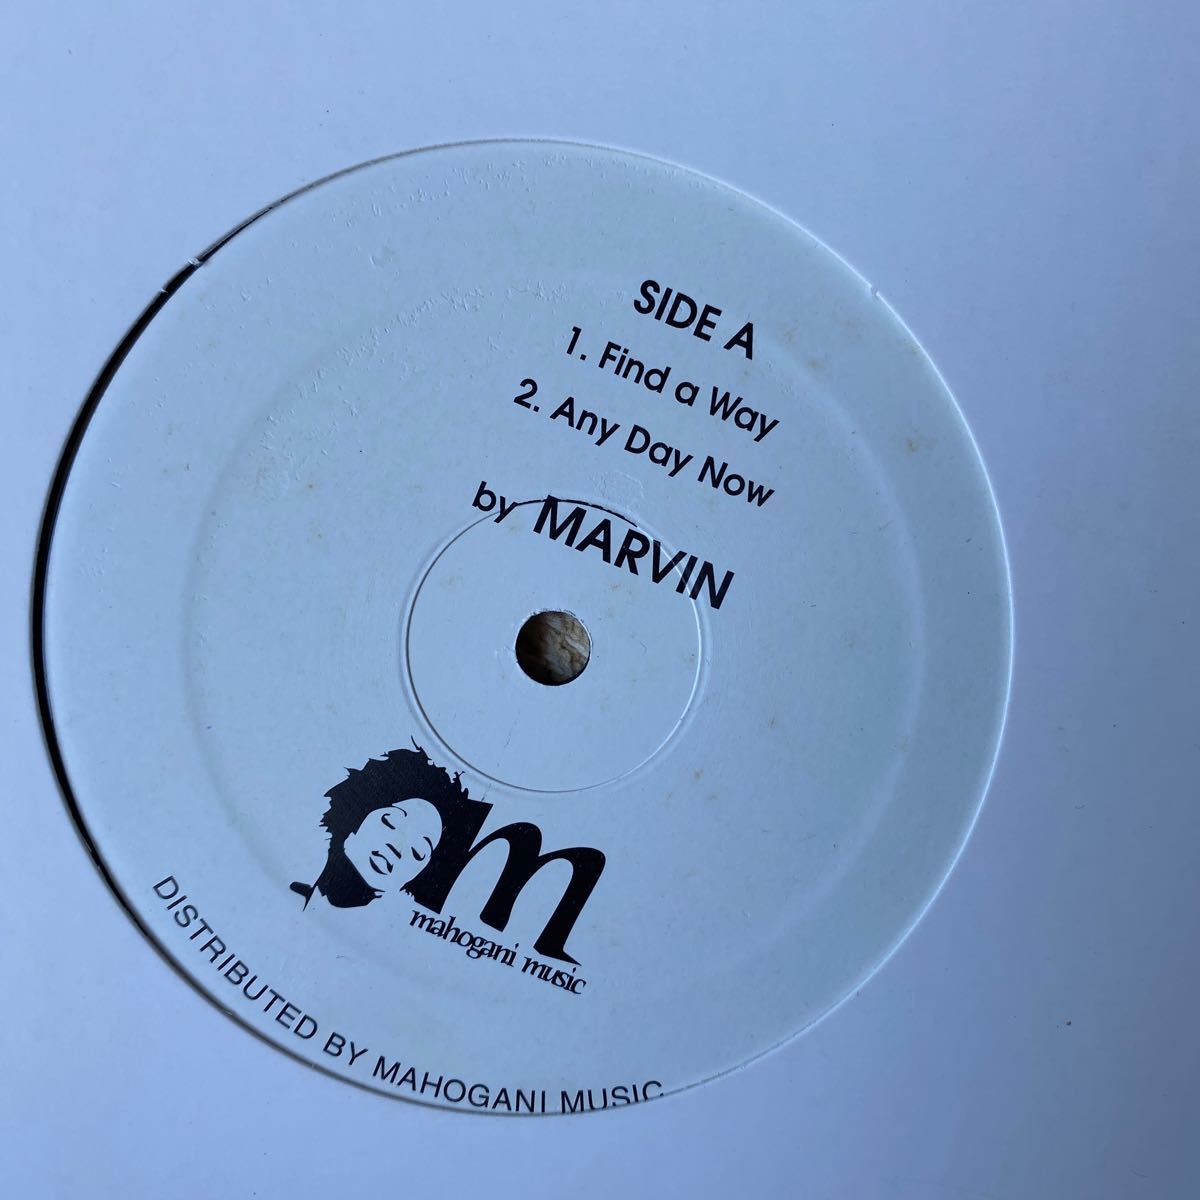 SIDE A
1. Find a Way
2. Any Day Now
by MARVIN
m
mahogani music
DISTRIBUTED BY MAHOGANI MUSIC